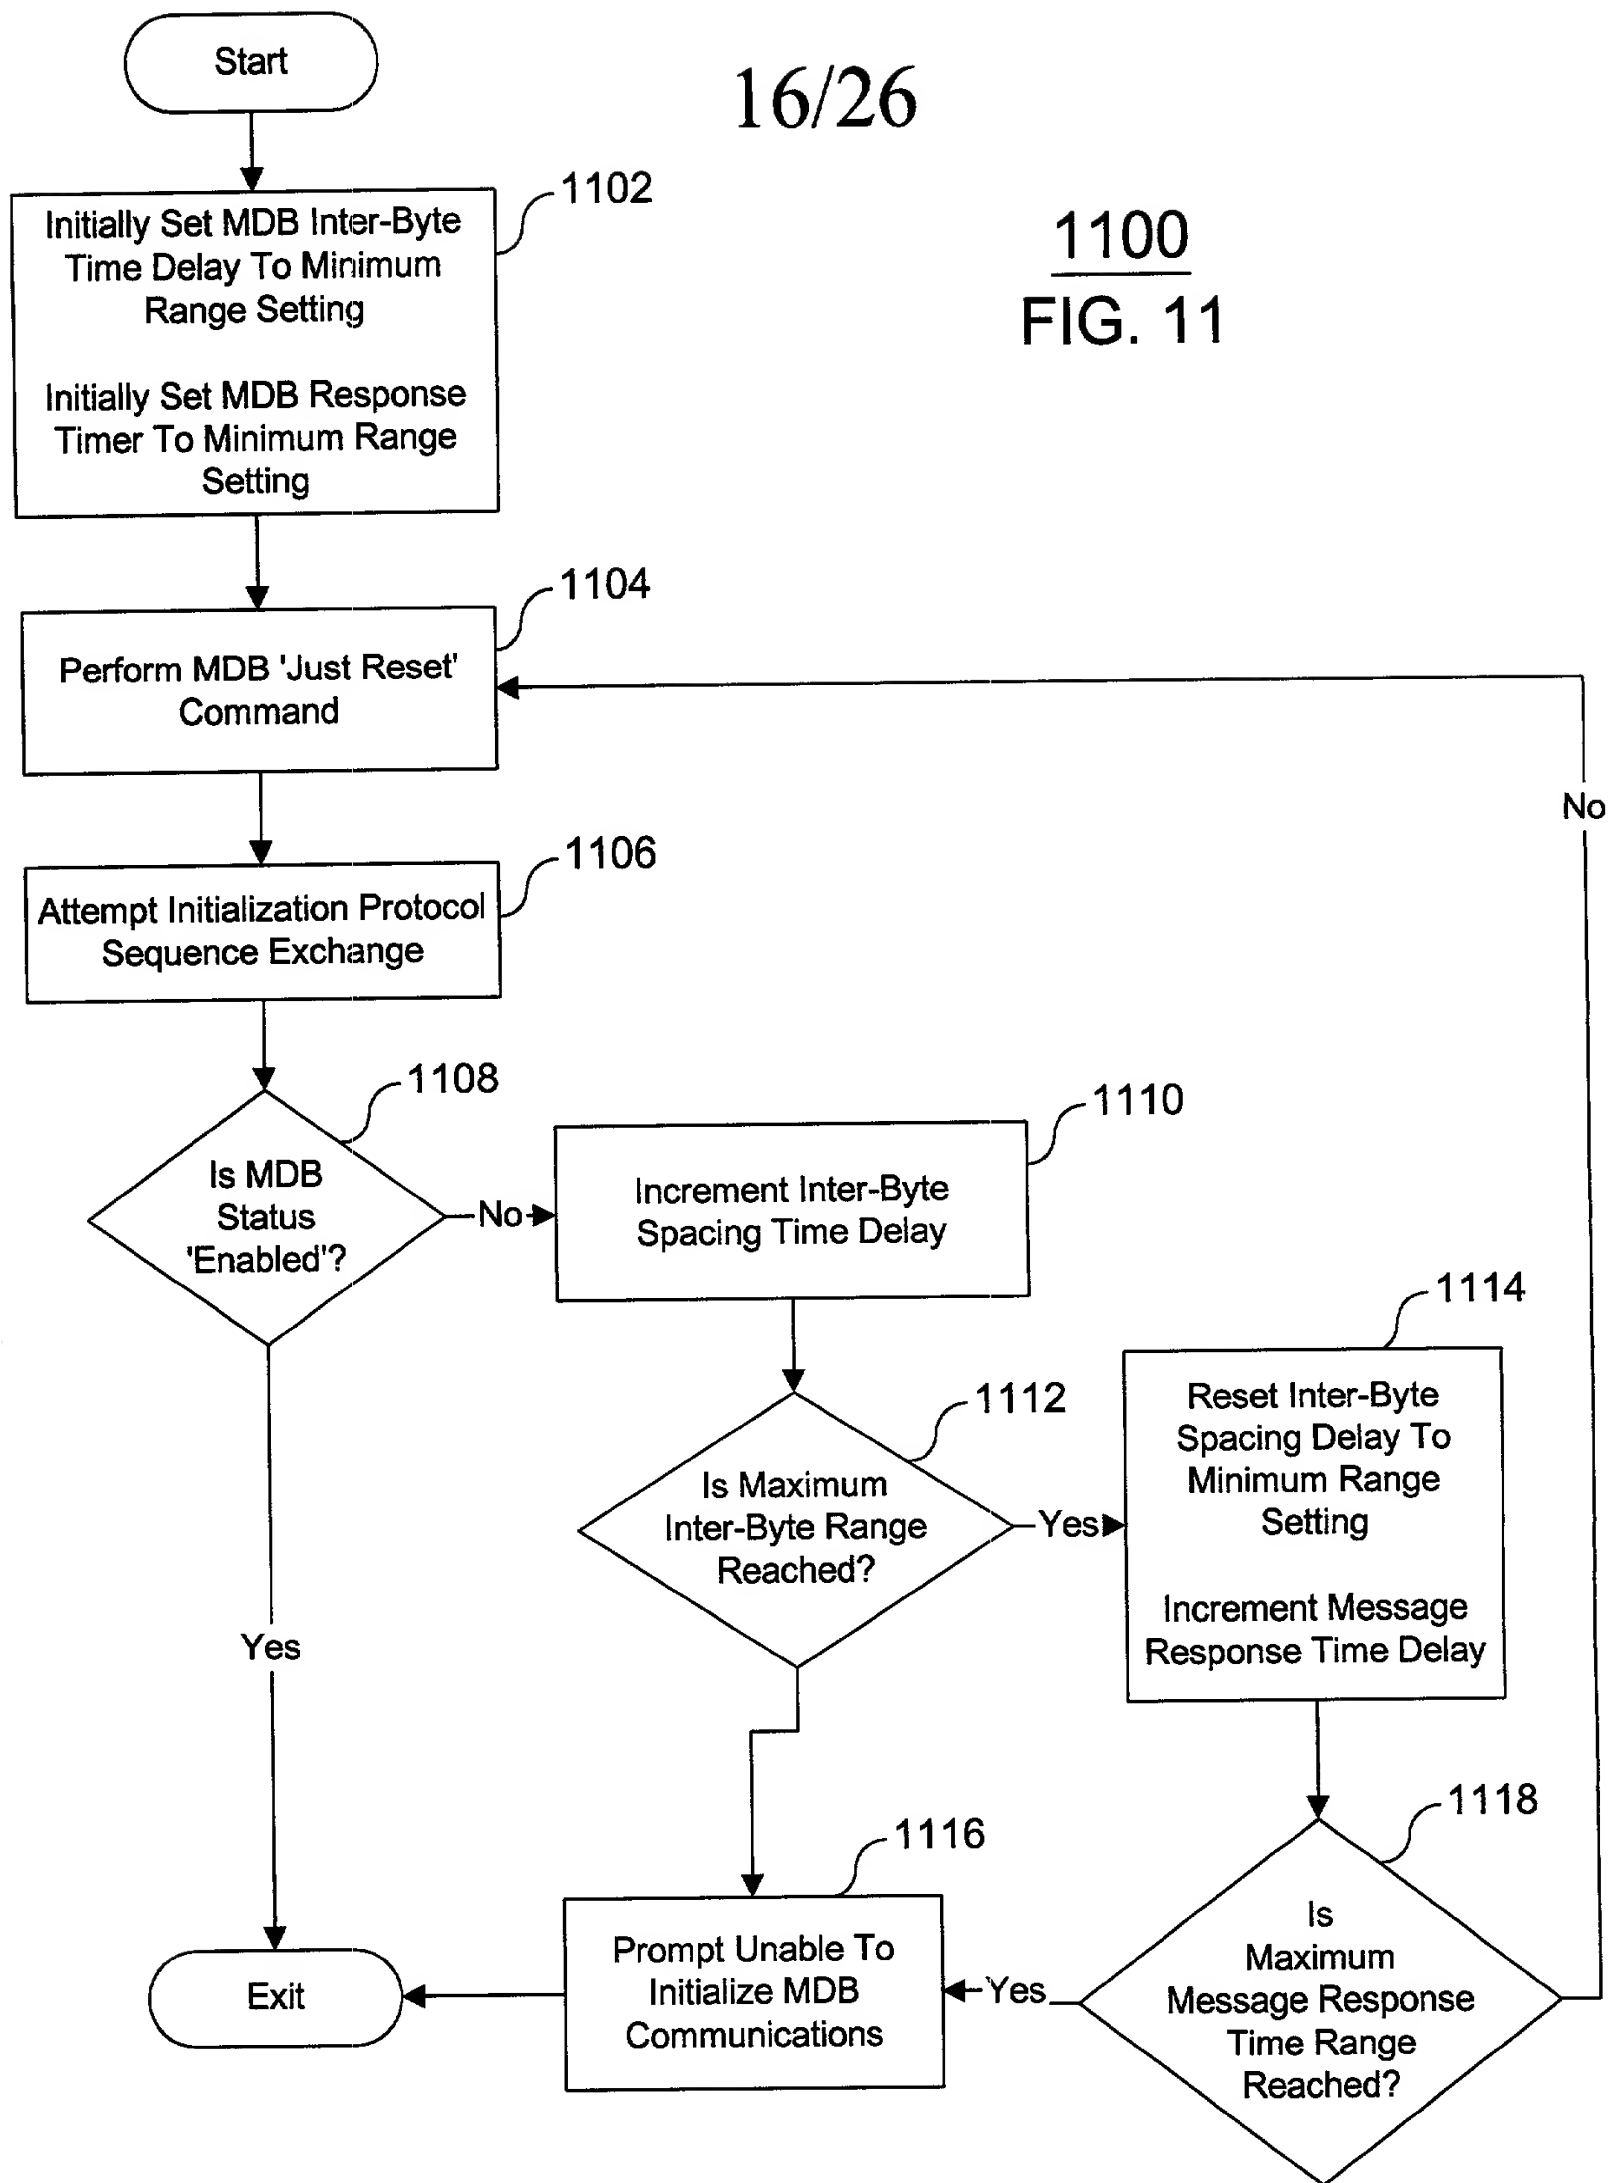 Start
16/26
1102
Initially Set MDB Inter-Byte
Time Delay To Minimum
Range Setting
Initially Set MDB Response
Timer To Minimum Range
Setting
1100
FIG. 11
1104
Perform MDB 'Just Reset'
Command
No
1106
Attempt Initialization Protocol
Sequence Exchange
1108
Is MDB
Status
'Enabled'?
No
1110
Increment Inter-Byte
Spacing Time Delay
1112
Is Maximum
Inter-Byte Range
Reached?
Yes
1114
Reset Inter-Byte
Spacing Delay To
Minimum Range
Setting
Increment Message
Response Time Delay
Yes
1116
Prompt Unable To
Initialize MDB
Communications
Yes
1118
Is
Maximum
Message Response
Time Range
Reached?
Exit